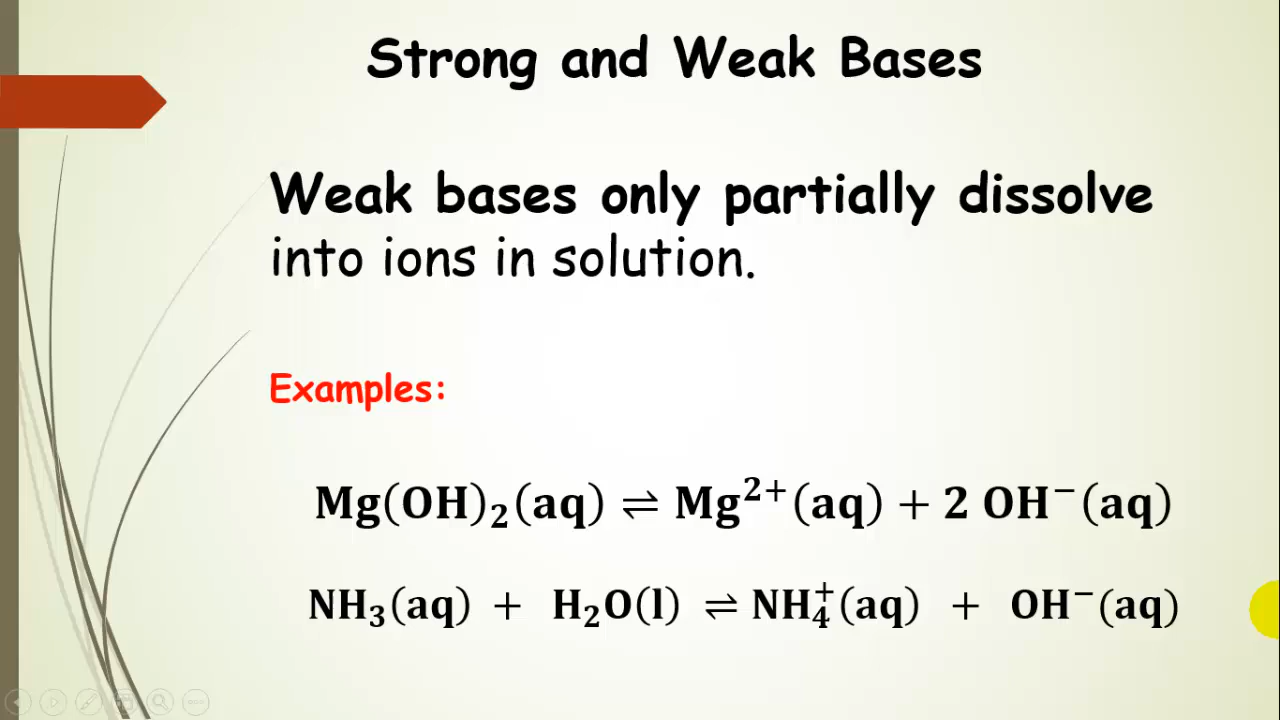 Strong and Weak Bases
Weak bases only partially dissolve
into ions in solution.
Examples:
Mg(OH)₂(aq) ⇌ Mg²⁺(aq) + 2 OH⁻(aq)
NH₃(aq) + H₂O(l) ⇌ NH₄⁺(aq) + OH⁻(aq)